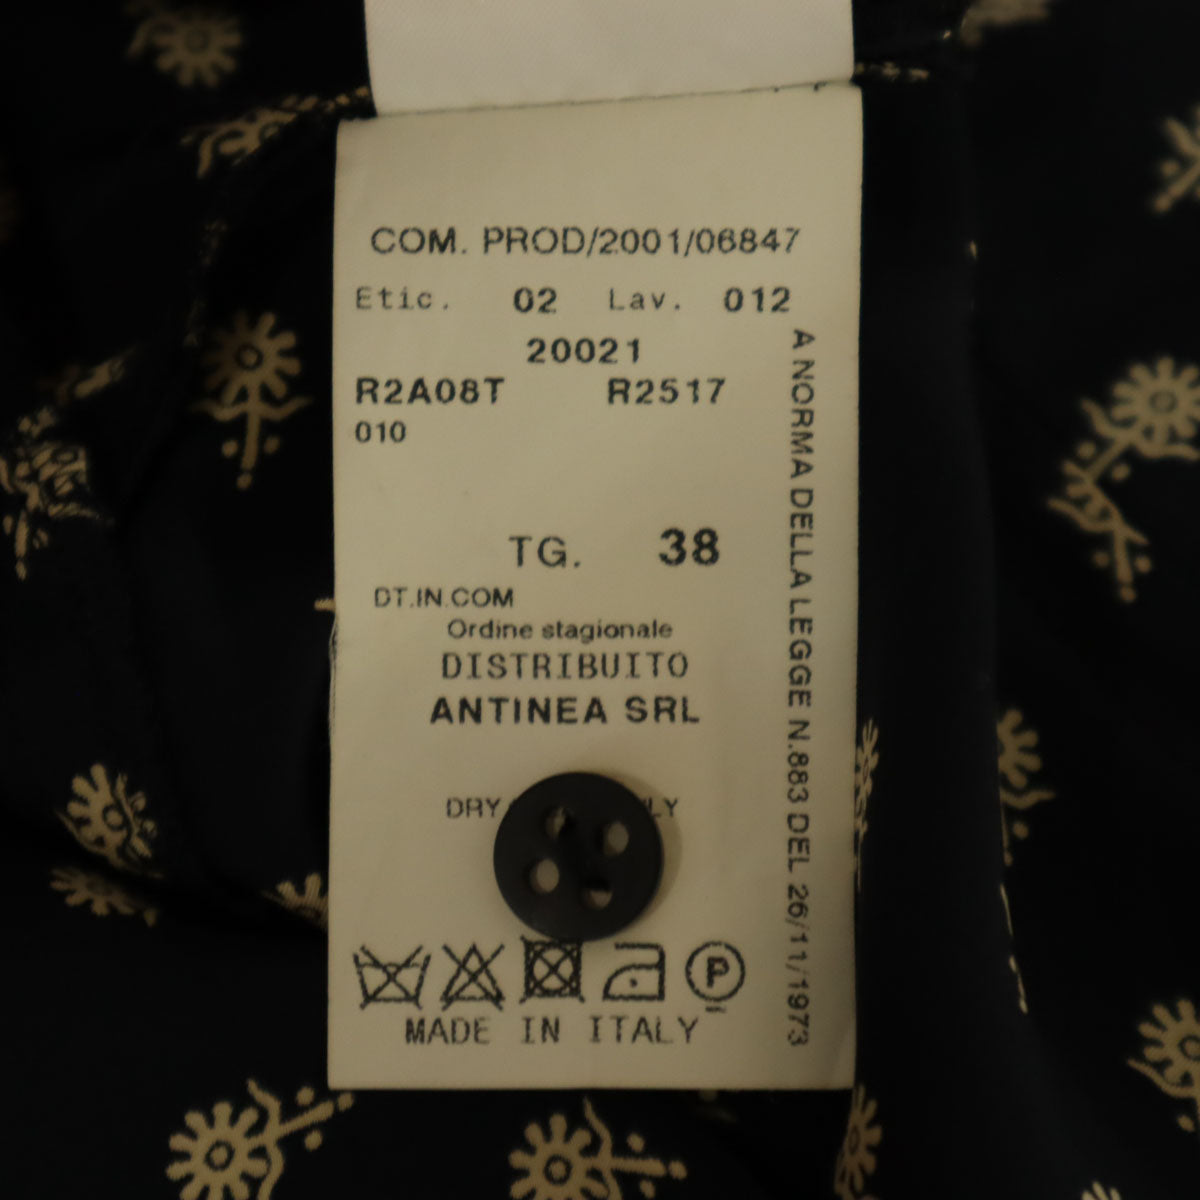 COM. PROD/2001/06847
Etic. 02 Lav. 012
20021
R2A08T R2517
010
TG. 38
DT.IN.COM
Ordine stagionale
DISTRIBUITO
ANTINEA SRL
DRY
P
MADE IN ITALY
A NORMA DELLA LEGGE N.883 DEL 26/11/1973